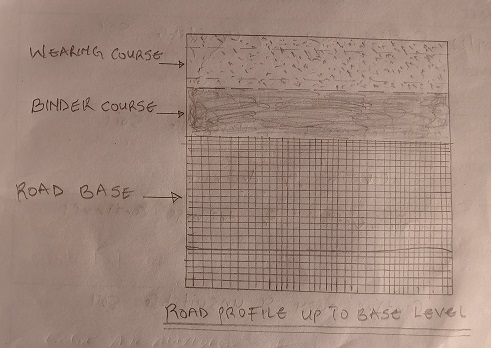 WEARING COURSE
BINDER COURSE
ROAD BASE
ROAD PROFILE UP TO BASE LEVEL